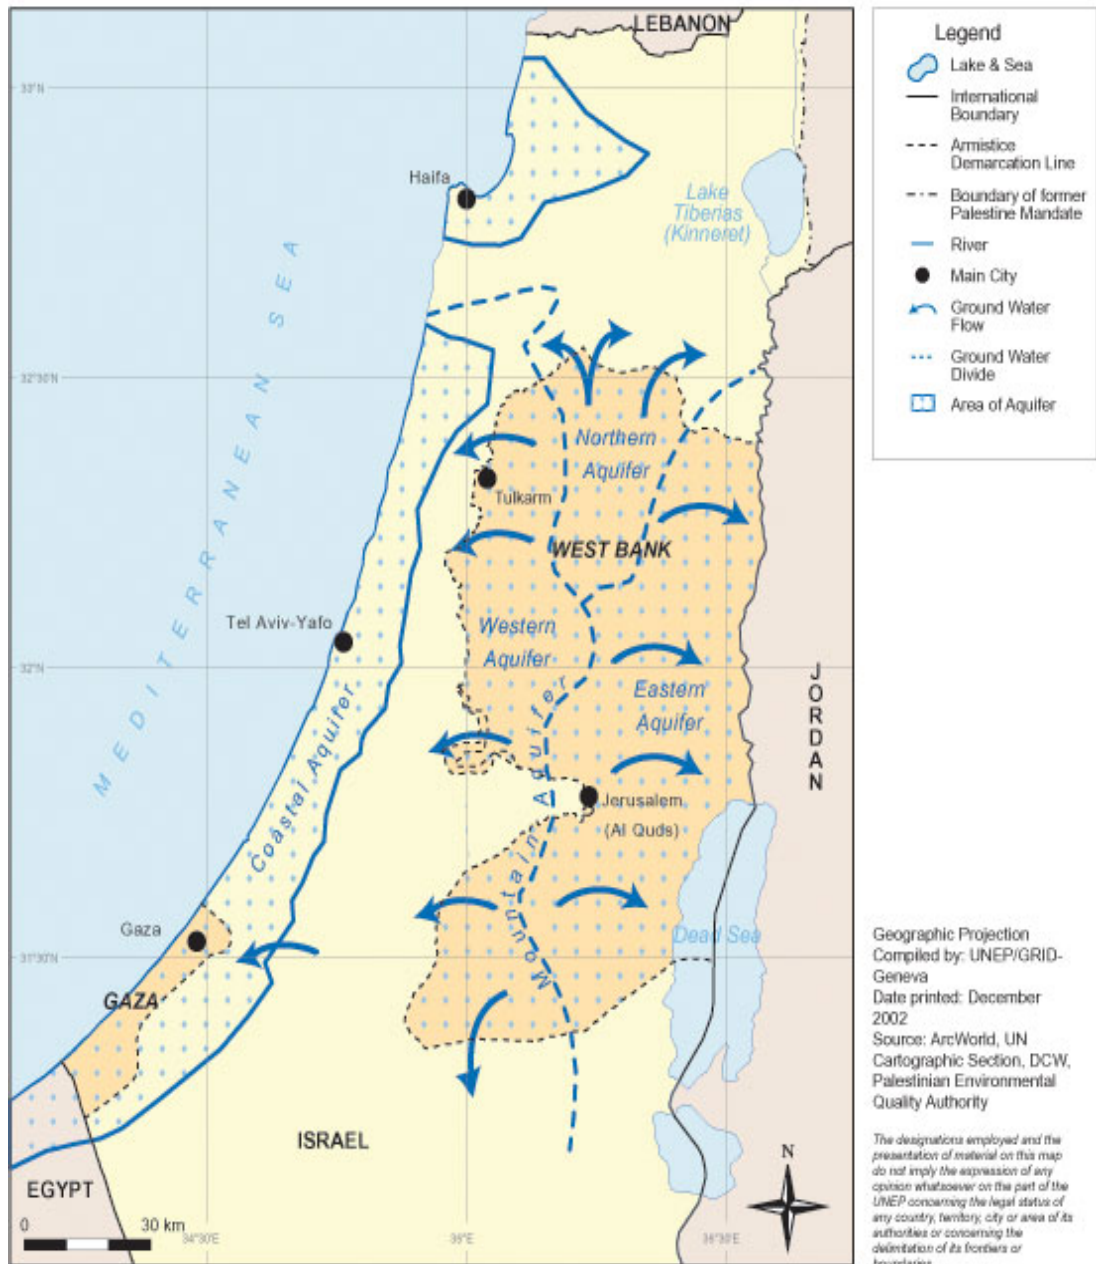 LEBANON
33°N
Haifa
Lake
Tiberias
(Kinneret)
MEDITERRANEAN SEA
32°30'N
Northern
Aquifer
Tulkarm
WEST BANK
Tel Aviv-Yafo
Western
Aquifer
32°N
Eastern
Aquifer
JORDAN
Coastal Aquifer
Mountain Aquifer
Jerusalem
(Al Quds)
Gaza
Dead Sea
31°30'N
GAZA
ISRAEL
EGYPT
N
0 30 km
34°30'E
35°E
Legend
Lake & Sea
International
Boundary
Armistice
Demarcation Line
Boundary of former
Palestine Mandate
River
Main City
Ground Water
Flow
Ground Water
Divide
Area of Aquifer
Geographic Projection
Compiled by: UNEP/GRID-
Geneva
Date printed: December
2002
Source: ArcWorld, UN
Cartographic Section, DCW,
Palestinian Environmental
Quality Authority
The designations employed and the
presentation of material on this map
do not imply the expression of any
opinion whatsoever on the part of the
UNEP concerning the legal status of
any country, territory, city or area of its
authorities or concerning the
delimitation of its frontiers or
boundaries.